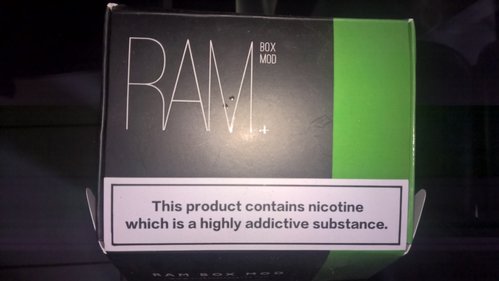 RAM
BOX
MOD
+
This product contains nicotine
which is a highly addictive substance.
RAM BOX MOD